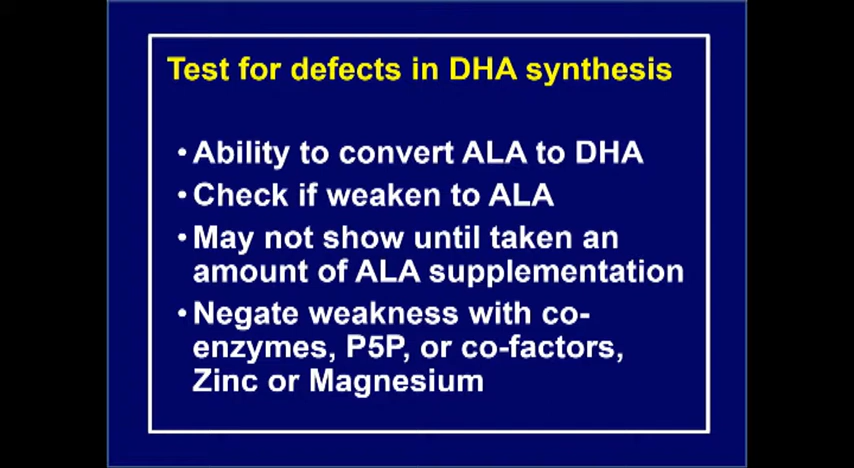 Test for defects in DHA synthesis
• Ability to convert ALA to DHA
• Check if weaken to ALA
• May not show until taken an
amount of ALA supplementation
• Negate weakness with co-
enzymes, P5P, or co-factors,
Zinc or Magnesium